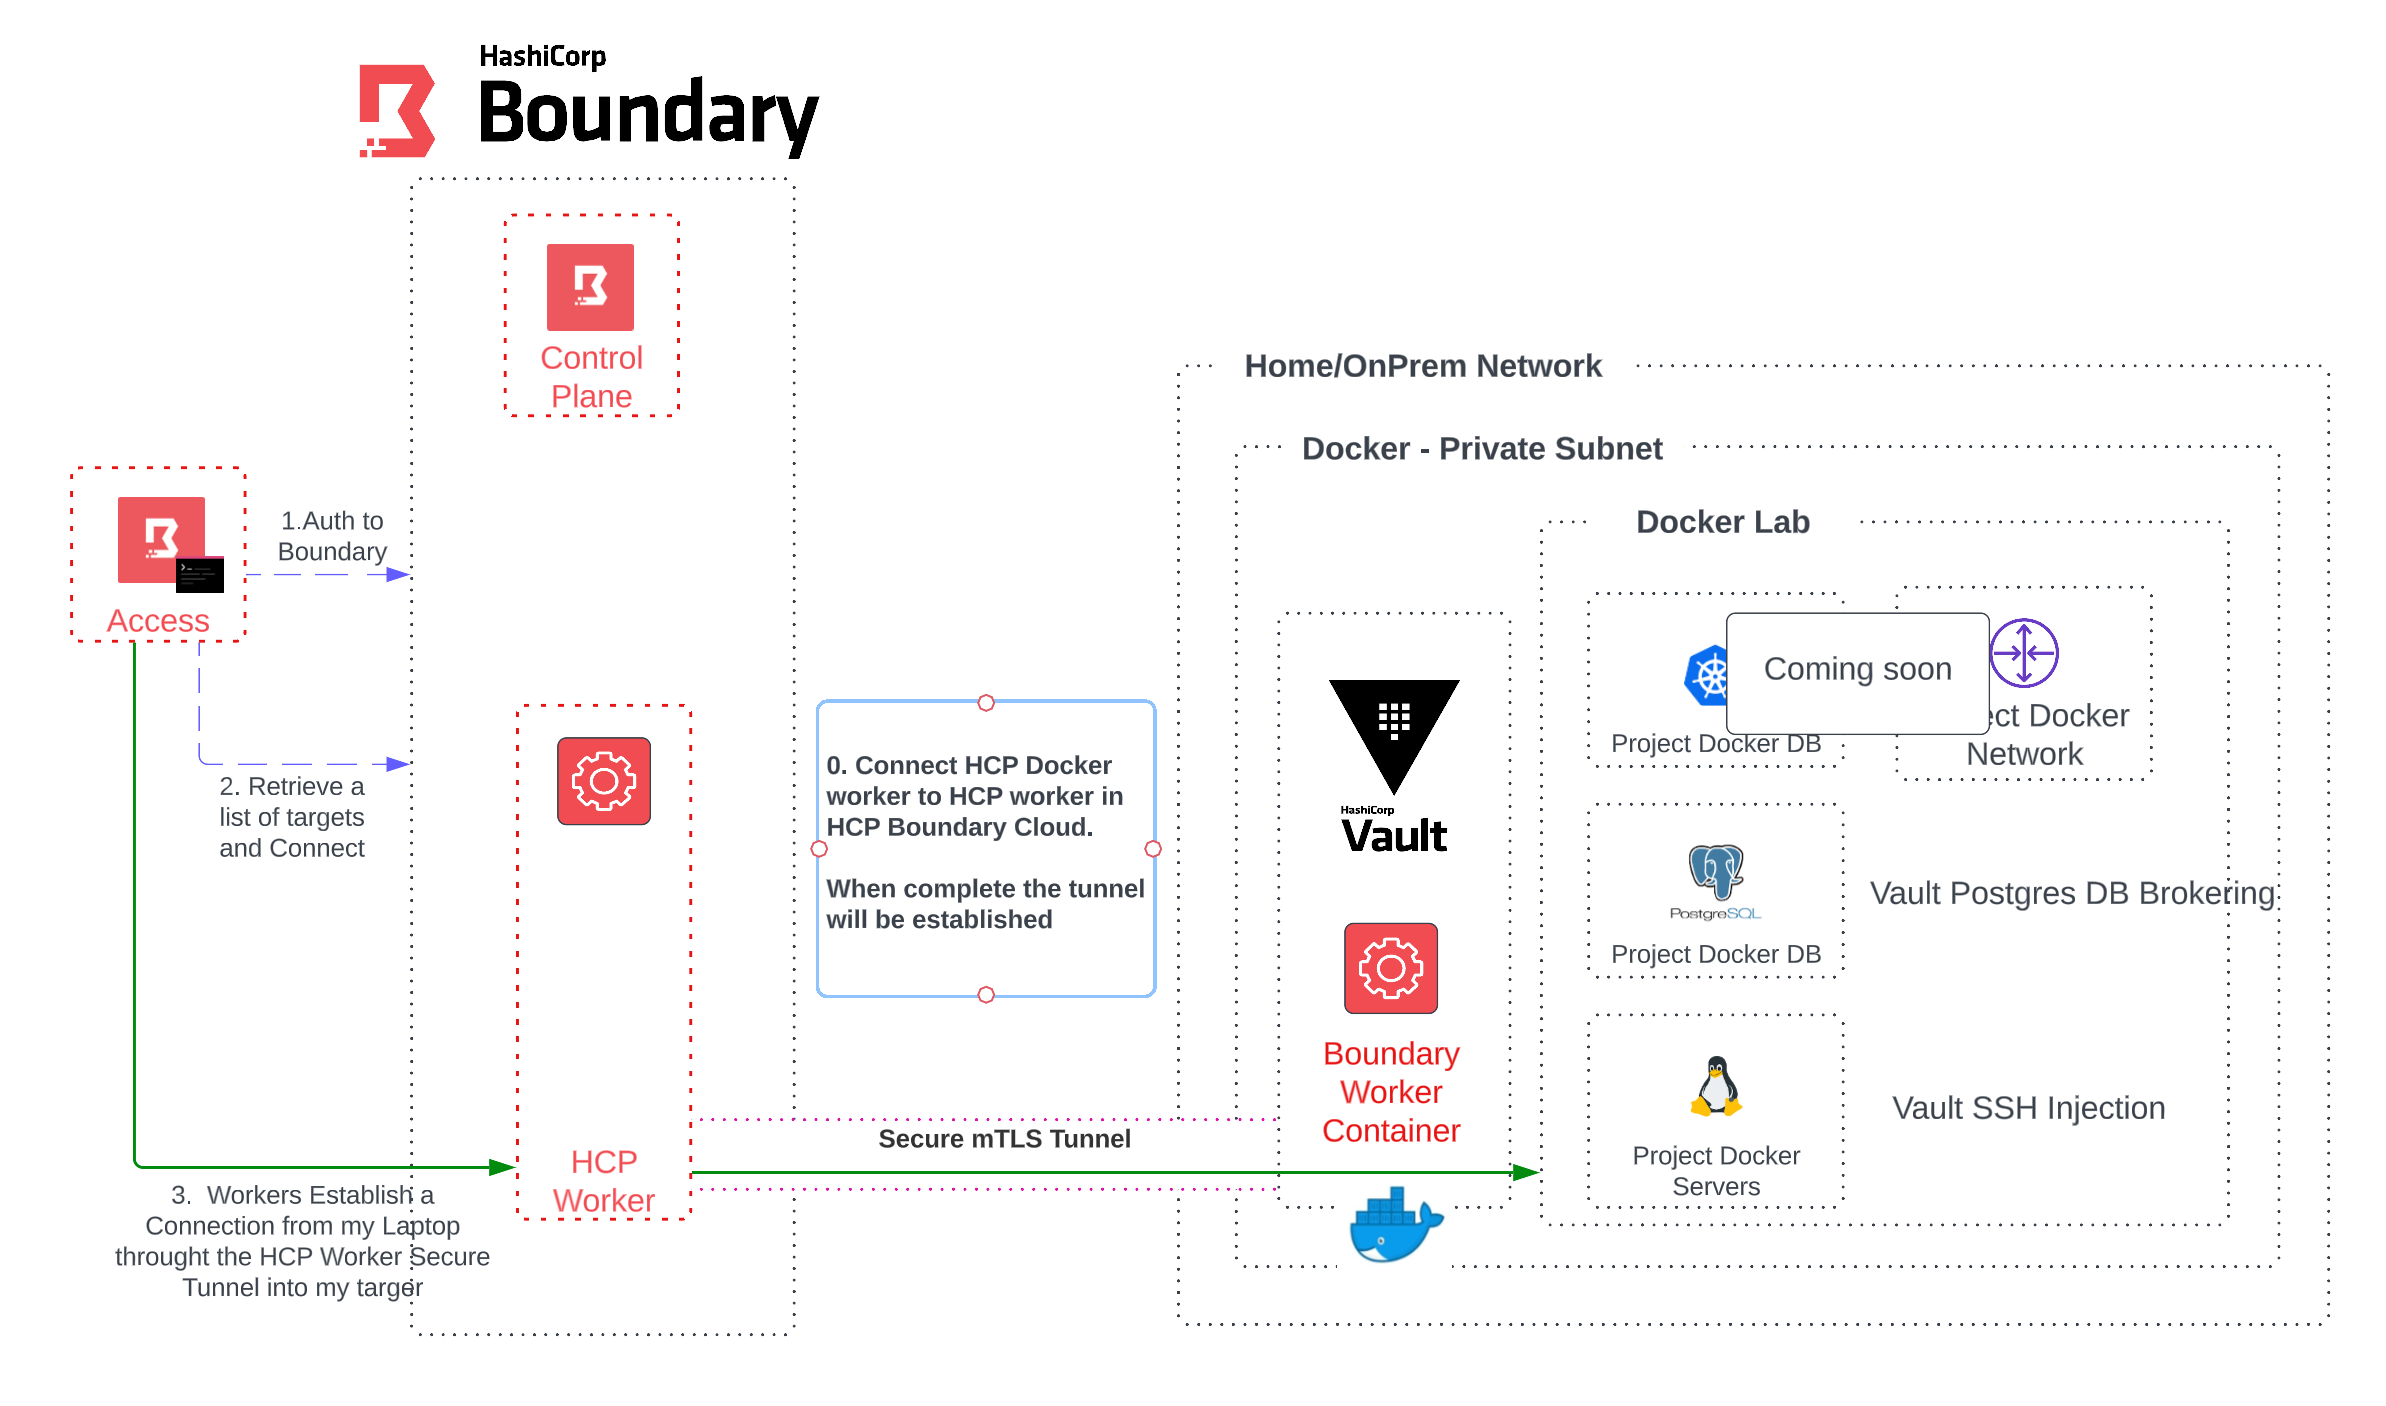 HashiCorp
Boundary
Control
Plane
Home/OnPrem Network
Docker - Private Subnet
Docker Lab
1.Auth to
Boundary
Access
Coming soon
Project Docker DB
ct Docker
Network
2. Retrieve a
list of targets
and Connect
0. Connect HCP Docker
worker to HCP worker in
HCP Boundary Cloud.
When complete the tunnel
will be established
HashiCorp
Vault
PostgreSQL
Project Docker DB
Vault Postgres DB Brokering
Boundary
Worker
Container
Vault SSH Injection
Project Docker
Servers
Secure mTLS Tunnel
HCP
Worker
3. Workers Establish a
Connection from my Laptop
throught the HCP Worker Secure
Tunnel into my targer